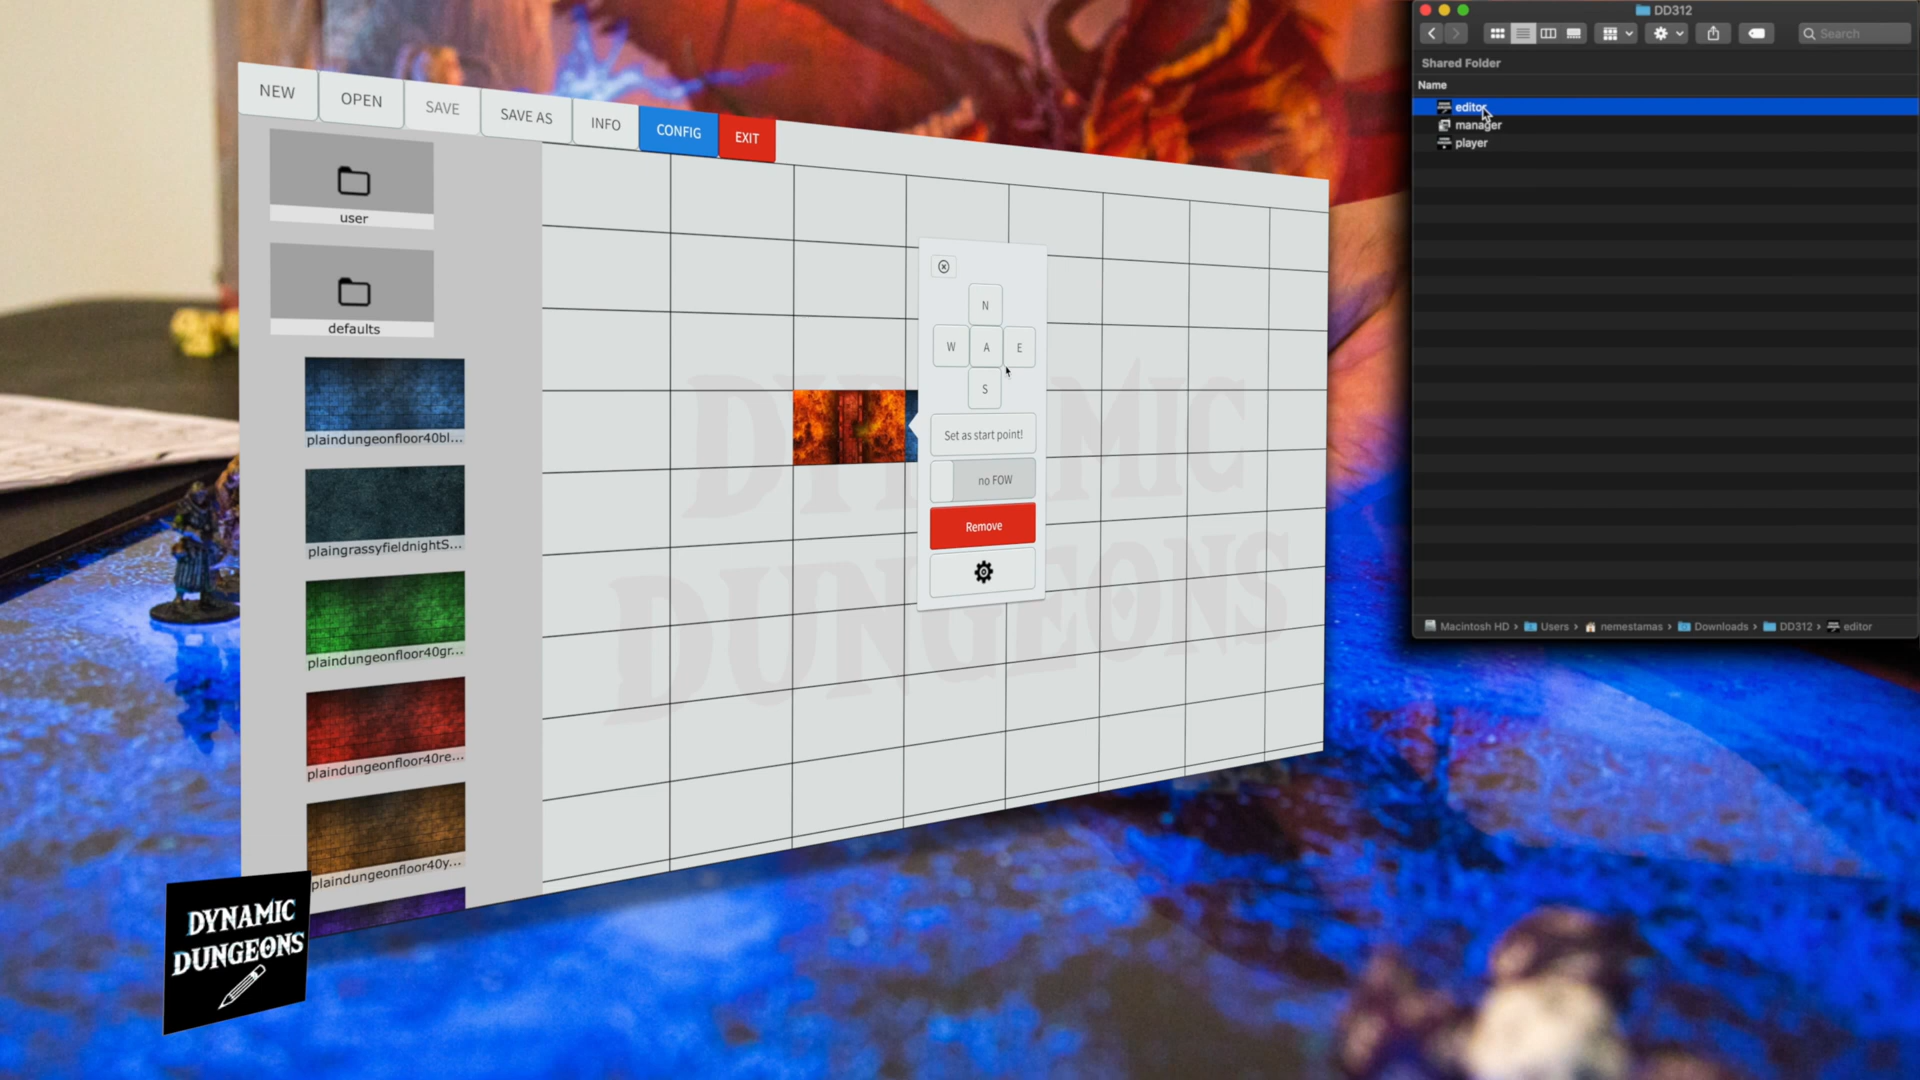 NEW
OPEN
SAVE
SAVE AS
INFO
CONFIG
EXIT
user
defaults
plaindungeonfloor40bl...
plaingrassyfieldnightS...
plaindungeonfloor40gr...
plaindungeonfloor40re...
plaindungeonfloor40y...
DYNAMIC
DUNGEONS
N
W A E
S
Set as start point!
no FOW
Remove
DYNAMIC
DUNGEONS
DD312
Search
Shared Folder
Name
editor
manager
player
Macintosh HD > Users > nemestamas > Downloads > DD312 > editor